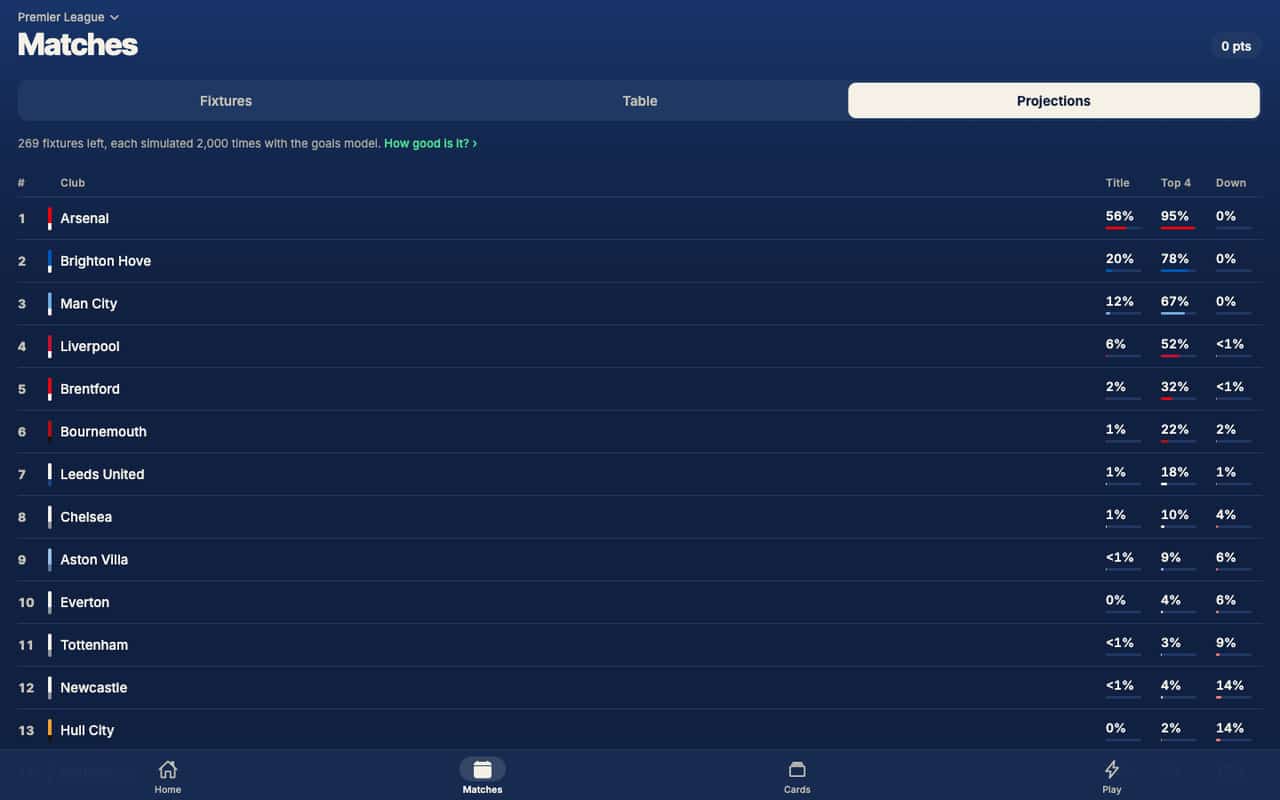 Premier League
Matches
0 pts
Fixtures Table Projections
269 fixtures left, each simulated 2,000 times with the goals model. How good is it? ›
# Club Title Top 4 Down
1 Arsenal 56% 95% 0%
2 Brighton Hove 20% 78% 0%
3 Man City 12% 67% 0%
4 Liverpool 6% 52% <1%
5 Brentford 2% 32% <1%
6 Bournemouth 1% 22% 2%
7 Leeds United 1% 18% 1%
8 Chelsea 1% 10% 4%
9 Aston Villa <1% 9% 6%
10 Everton 0% 4% 6%
11 Tottenham <1% 3% 9%
12 Newcastle <1% 4% 14%
13 Hull City 0% 2% 14%
Home Matches Cards Play